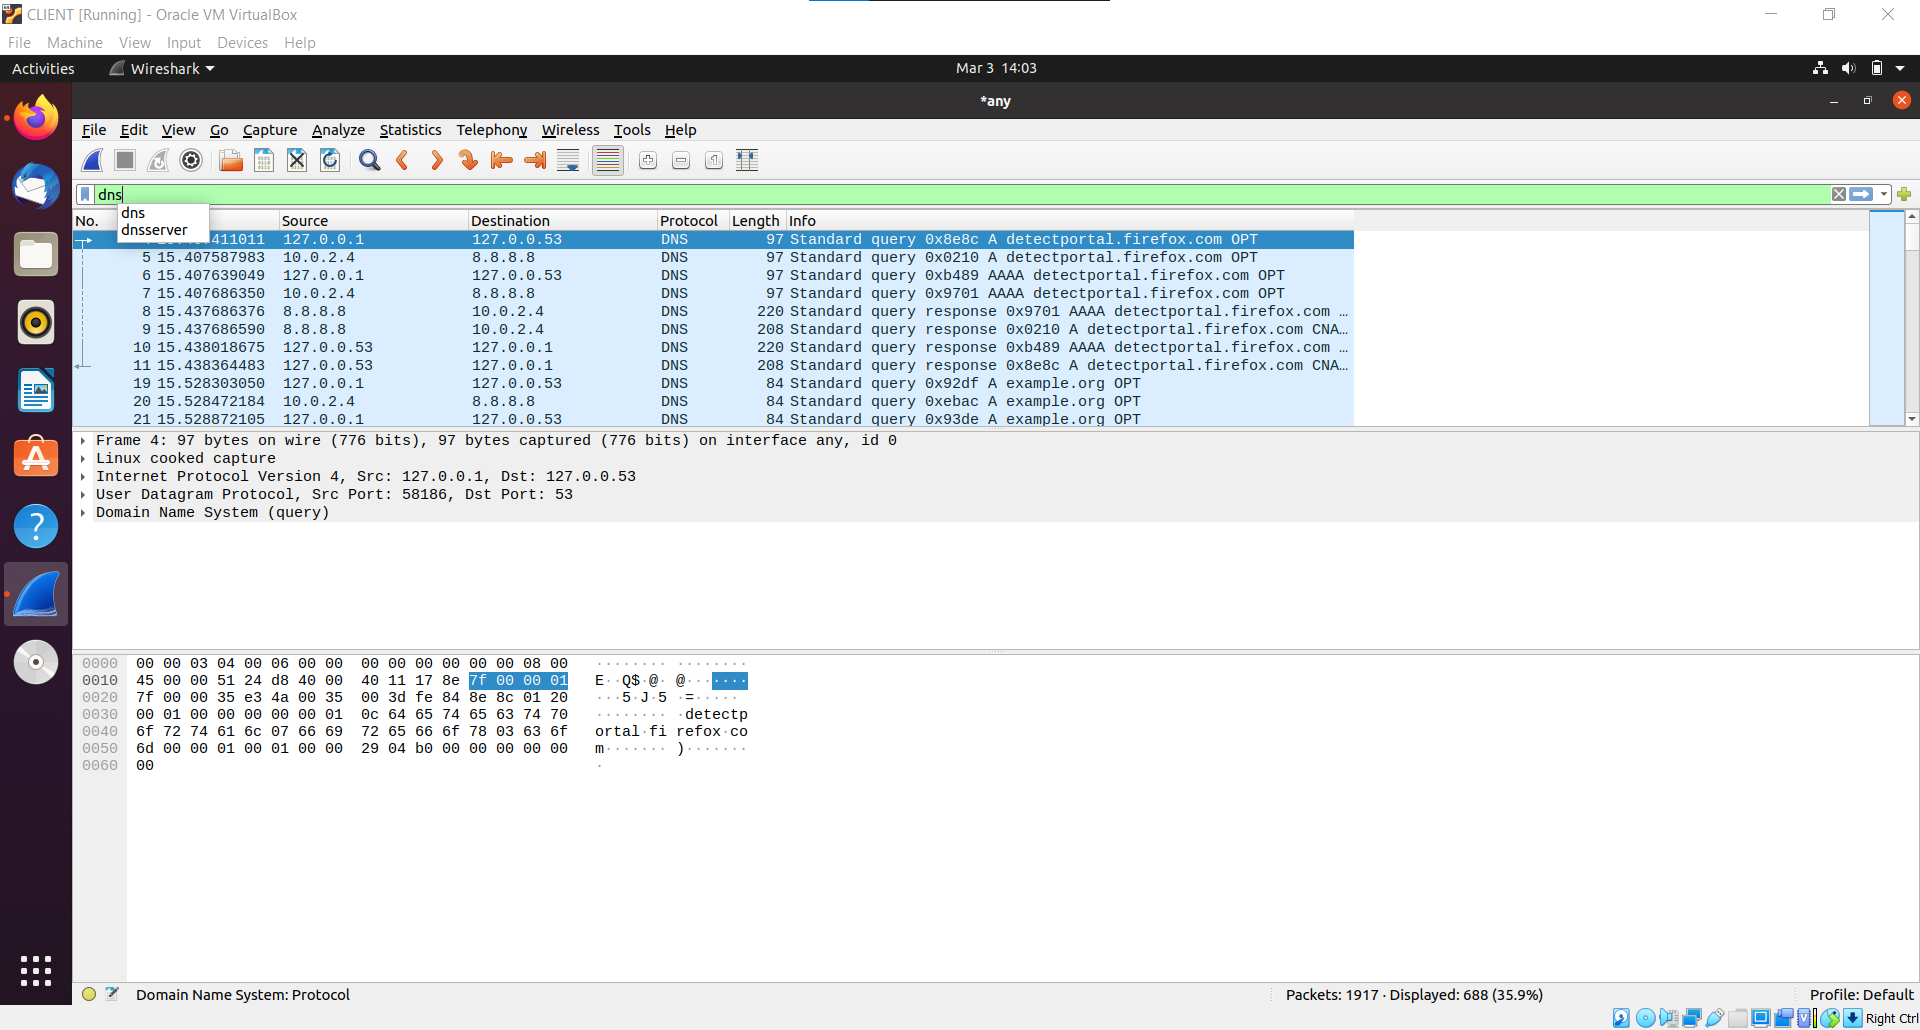 CLIENT [Running] - Oracle VM VirtualBox
File Machine View Input Devices Help
Activities Wireshark Mar 3 14:03
*any
File Edit View Go Capture Analyze Statistics Telephony Wireless Tools Help
dns
dns
dnsserver
No. Source Destination Protocol Length Info
411011 127.0.0.1 127.0.0.53 DNS 97 Standard query 0x8e8c A detectportal.firefox.com OPT
5 15.407587983 10.0.2.4 8.8.8.8 DNS 97 Standard query 0x0210 A detectportal.firefox.com OPT
6 15.407639049 127.0.0.1 127.0.0.53 DNS 97 Standard query 0xb489 AAAA detectportal.firefox.com OPT
7 15.407686350 10.0.2.4 8.8.8.8 DNS 97 Standard query 0x9701 AAAA detectportal.firefox.com OPT
8 15.437686376 8.8.8.8 10.0.2.4 DNS 220 Standard query response 0x9701 AAAA detectportal.firefox.com …
9 15.437686590 8.8.8.8 10.0.2.4 DNS 208 Standard query response 0x0210 A detectportal.firefox.com CNA…
10 15.438018675 127.0.0.53 127.0.0.1 DNS 220 Standard query response 0xb489 AAAA detectportal.firefox.com …
11 15.438364483 127.0.0.53 127.0.0.1 DNS 208 Standard query response 0x8e8c A detectportal.firefox.com CNA…
19 15.528303050 127.0.0.1 127.0.0.53 DNS 84 Standard query 0x92df A example.org OPT
20 15.528472184 10.0.2.4 8.8.8.8 DNS 84 Standard query 0xebac A example.org OPT
21 15.528872105 127.0.0.1 127.0.0.53 DNS 84 Standard query 0x93de A example.org OPT
Frame 4: 97 bytes on wire (776 bits), 97 bytes captured (776 bits) on interface any, id 0
Linux cooked capture
Internet Protocol Version 4, Src: 127.0.0.1, Dst: 127.0.0.53
User Datagram Protocol, Src Port: 58186, Dst Port: 53
Domain Name System (query)
0000 00 00 03 04 00 06 00 00 00 00 00 00 00 00 08 00 ········ ········
0010 45 00 00 51 24 d8 40 00 40 11 17 8e 7f 00 00 01 E··Q$·@· @·······
0020 7f 00 00 35 e3 4a 00 35 00 3d fe 84 8e 8c 01 20 ···5·J·5 ·=·····
0030 00 01 00 00 00 00 00 01 0c 64 65 74 65 63 74 70 ········ ·detectp
0040 6f 72 74 61 6c 07 66 69 72 65 66 6f 78 03 63 6f ortal·fi refox·co
0050 6d 00 00 01 00 01 00 00 29 04 b0 00 00 00 00 00 m······· )·······
0060 00 ·
Domain Name System: Protocol Packets: 1917 · Displayed: 688 (35.9%) Profile: Default
Right Ctrl